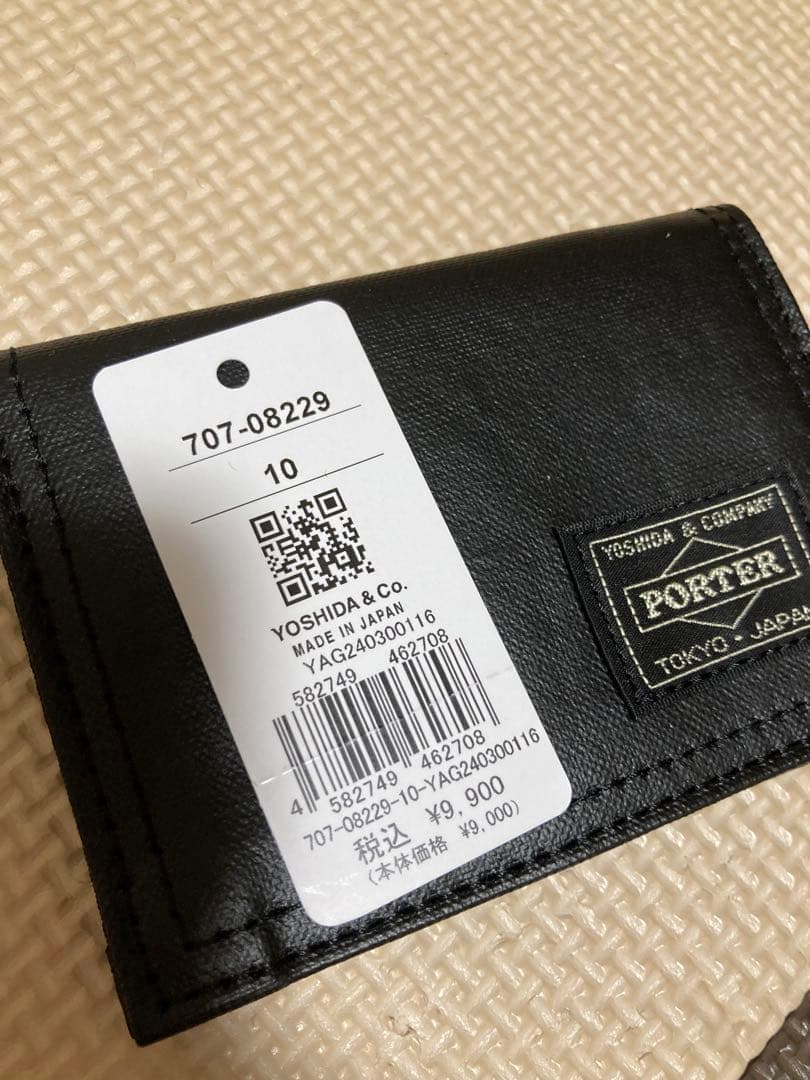 707-08229
10
YOSHIDA & Co.
MADE IN JAPAN
YAG240300116
582749 462708
4 582749 462708
707-08229-10-YAG240300116
税込 ¥9,900
(本体価格 ¥9,000)
YOSHIDA & COMPANY
PORTER
TOKYO - JAPAN